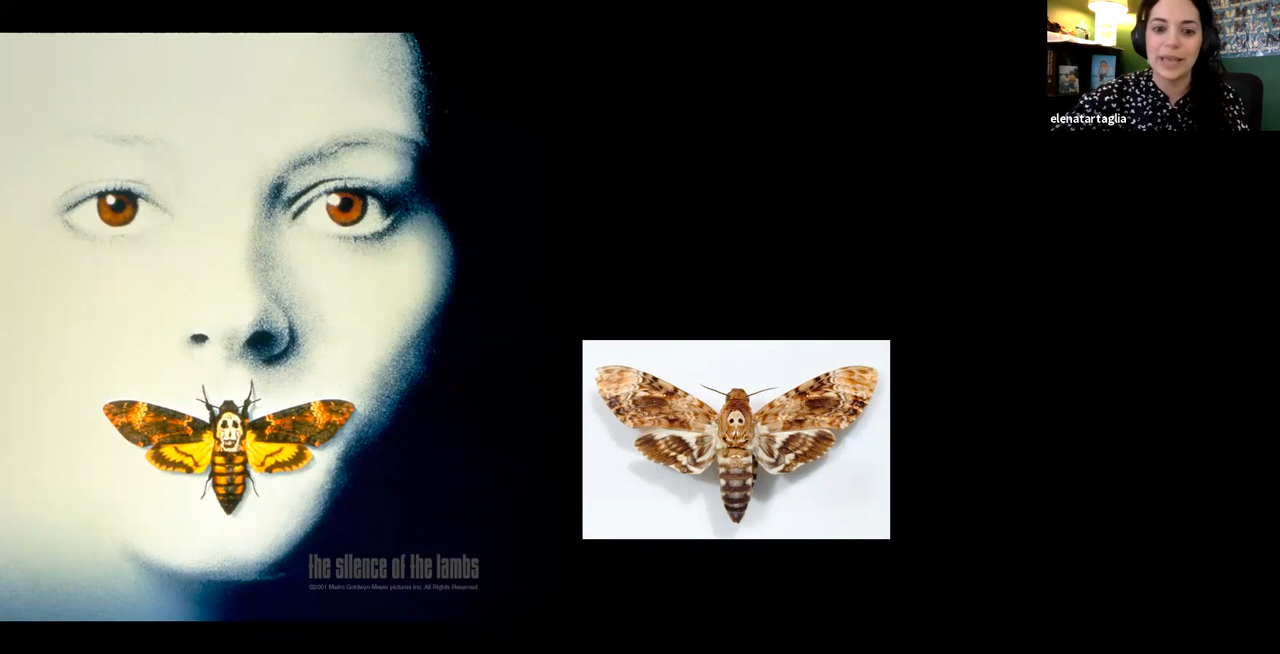 elenatartaglia
the silence of the lambs
©2001 Metro Goldwyn-Mayer pictures Inc. All Rights Reserved.